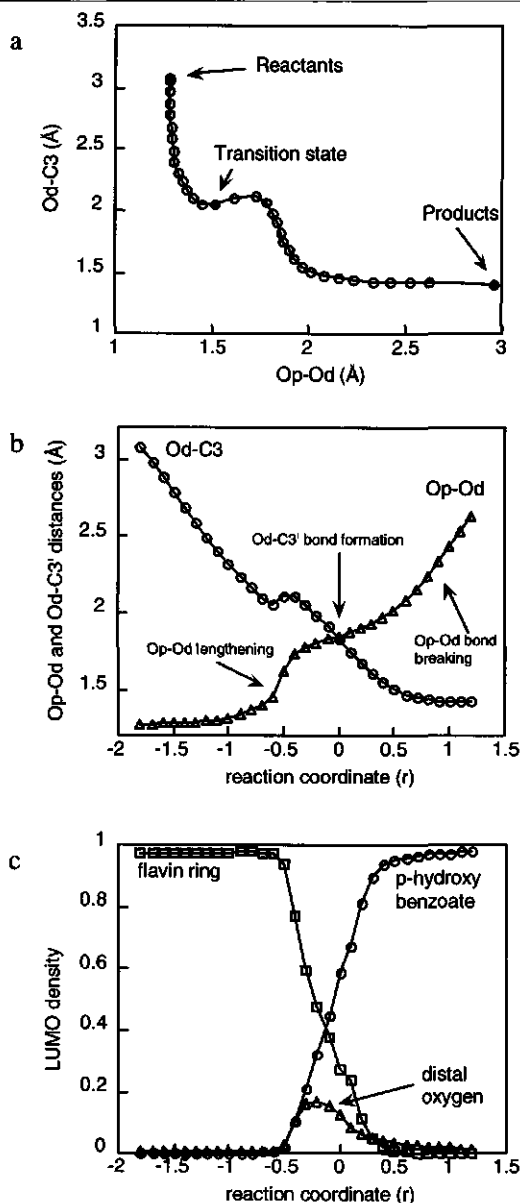 a
3.5
3
2.5
2
1.5
1
Od-C3 (Å)
Reactants
Transition state
Products
1
1.5
2
2.5
3
Op-Od (Å)
b
3
2.5
2
1.5
Op-Od and Od-C3' distances (Å)
Od-C3
Op-Od
Od-C3' bond formation
Op-Od lengthening
Op-Od bond
breaking
-2
-1.5
-1
-0.5
0
0.5
1
1.5
reaction coordinate (r)
c
1
0.8
0.6
0.4
0.2
0
LUMO density
flavin ring
p-hydroxy
benzoate
distal
oxygen
-2
-1.5
-1
-0.5
0
0.5
1
1.5
reaction coordinate (r)